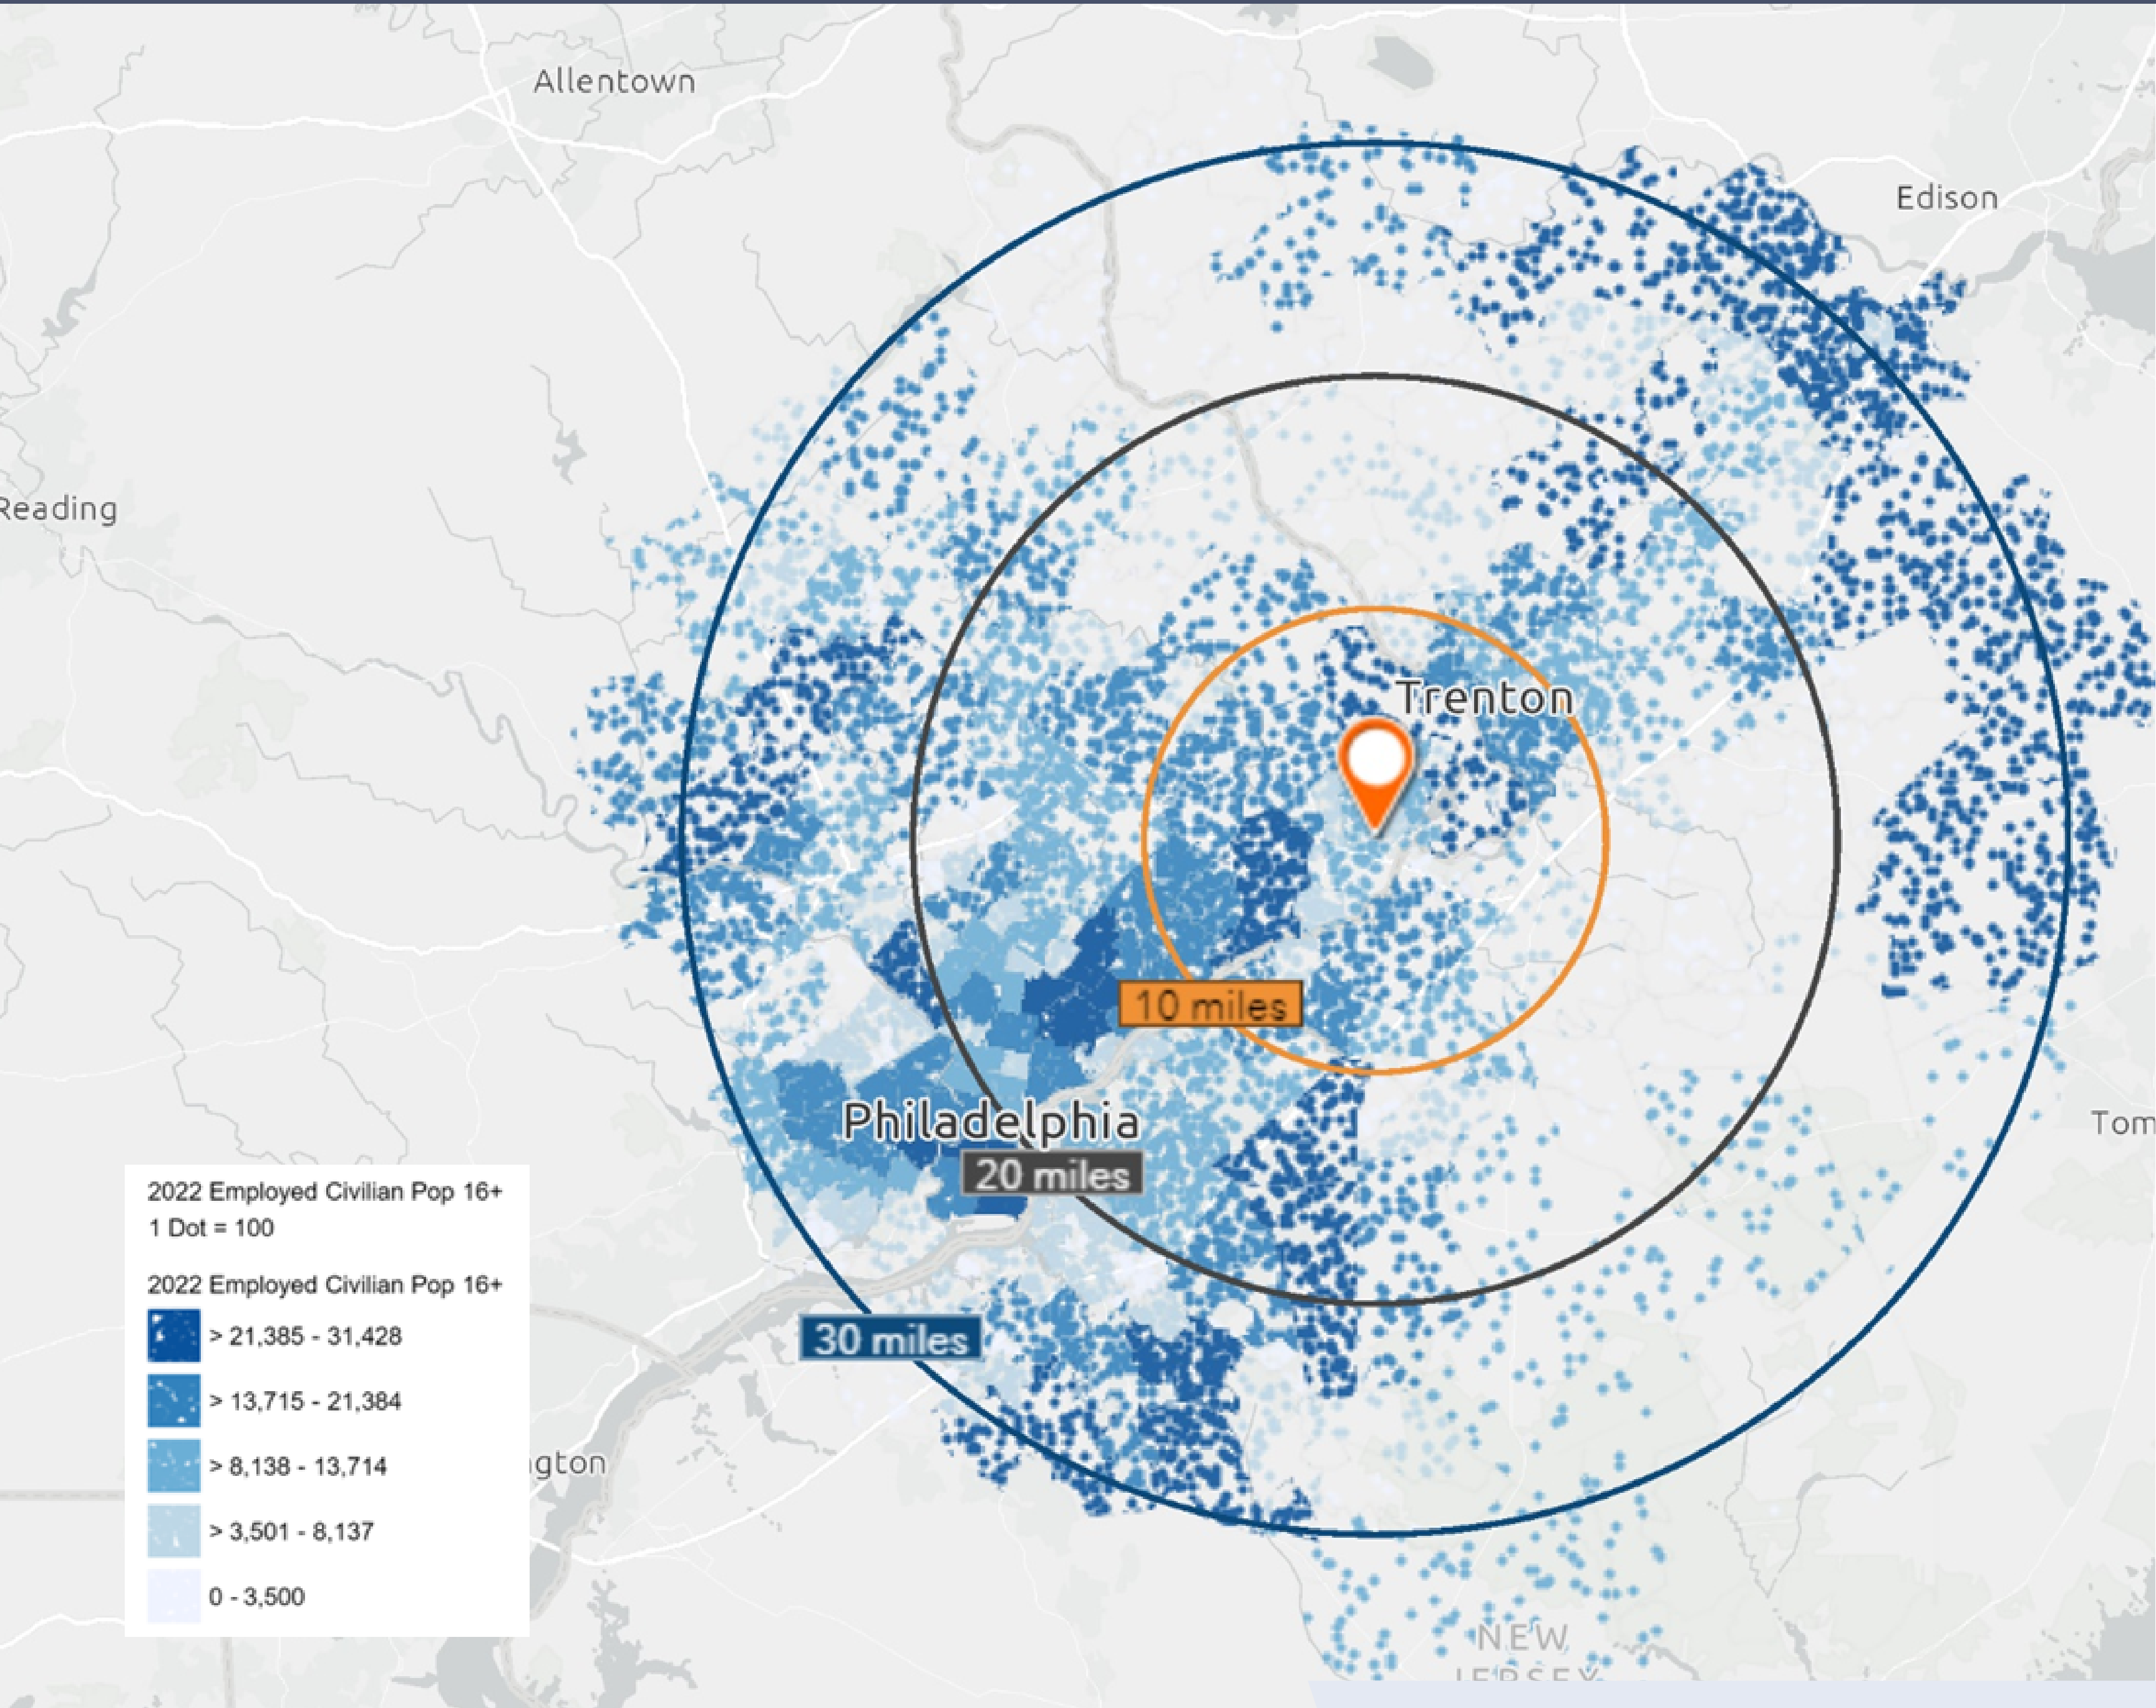 Allentown
Edison
Reading
Trenton
10 miles
Philadelphia
Tom
20 miles
2022 Employed Civilian Pop 16+
1 Dot = 100
2022 Employed Civilian Pop 16+
> 21,385 - 31,428
> 13,715 - 21,384
> 8,138 - 13,714
> 3,501 - 8,137
0 - 3,500
30 miles
ngton
NEW
JERSEY